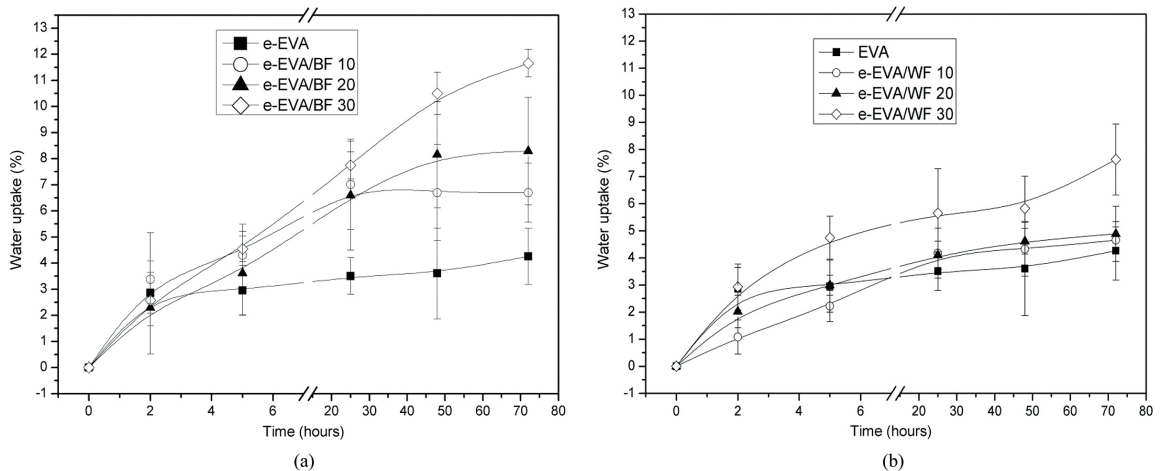 13
12
11
10
9
8
7
6
5
4
3
2
1
0
-1
Water uptake (%)
e-EVA
e-EVA/BF 10
e-EVA/BF 20
e-EVA/BF 30
0 2 4 6 20 30 40 50 60 70 80
Time (hours)
(a)
13
12
11
10
9
8
7
6
5
4
3
2
1
0
-1
Water uptake (%)
EVA
e-EVA/WF 10
e-EVA/WF 20
e-EVA/WF 30
0 2 4 6 20 30 40 50 60 70 80
Time (hours)
(b)